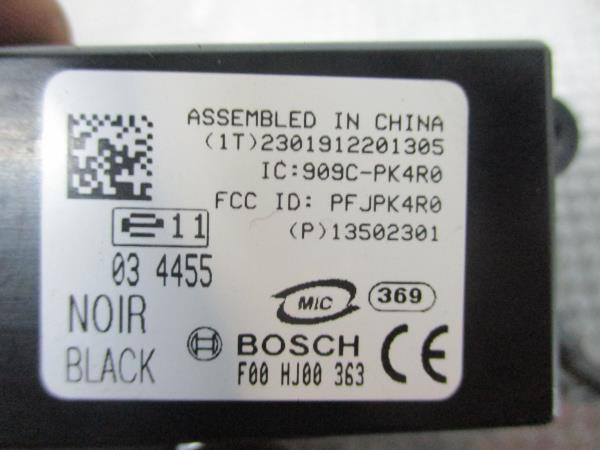 ASSEMBLED IN CHINA
(1T)2301912201305
IC:909C-PK4R0
FCC ID: PFJPK4R0
(P)13502301
e 11
03 4455
NOIR
BLACK
MIC
369
BOSCH
F00 HJ00 363
CE